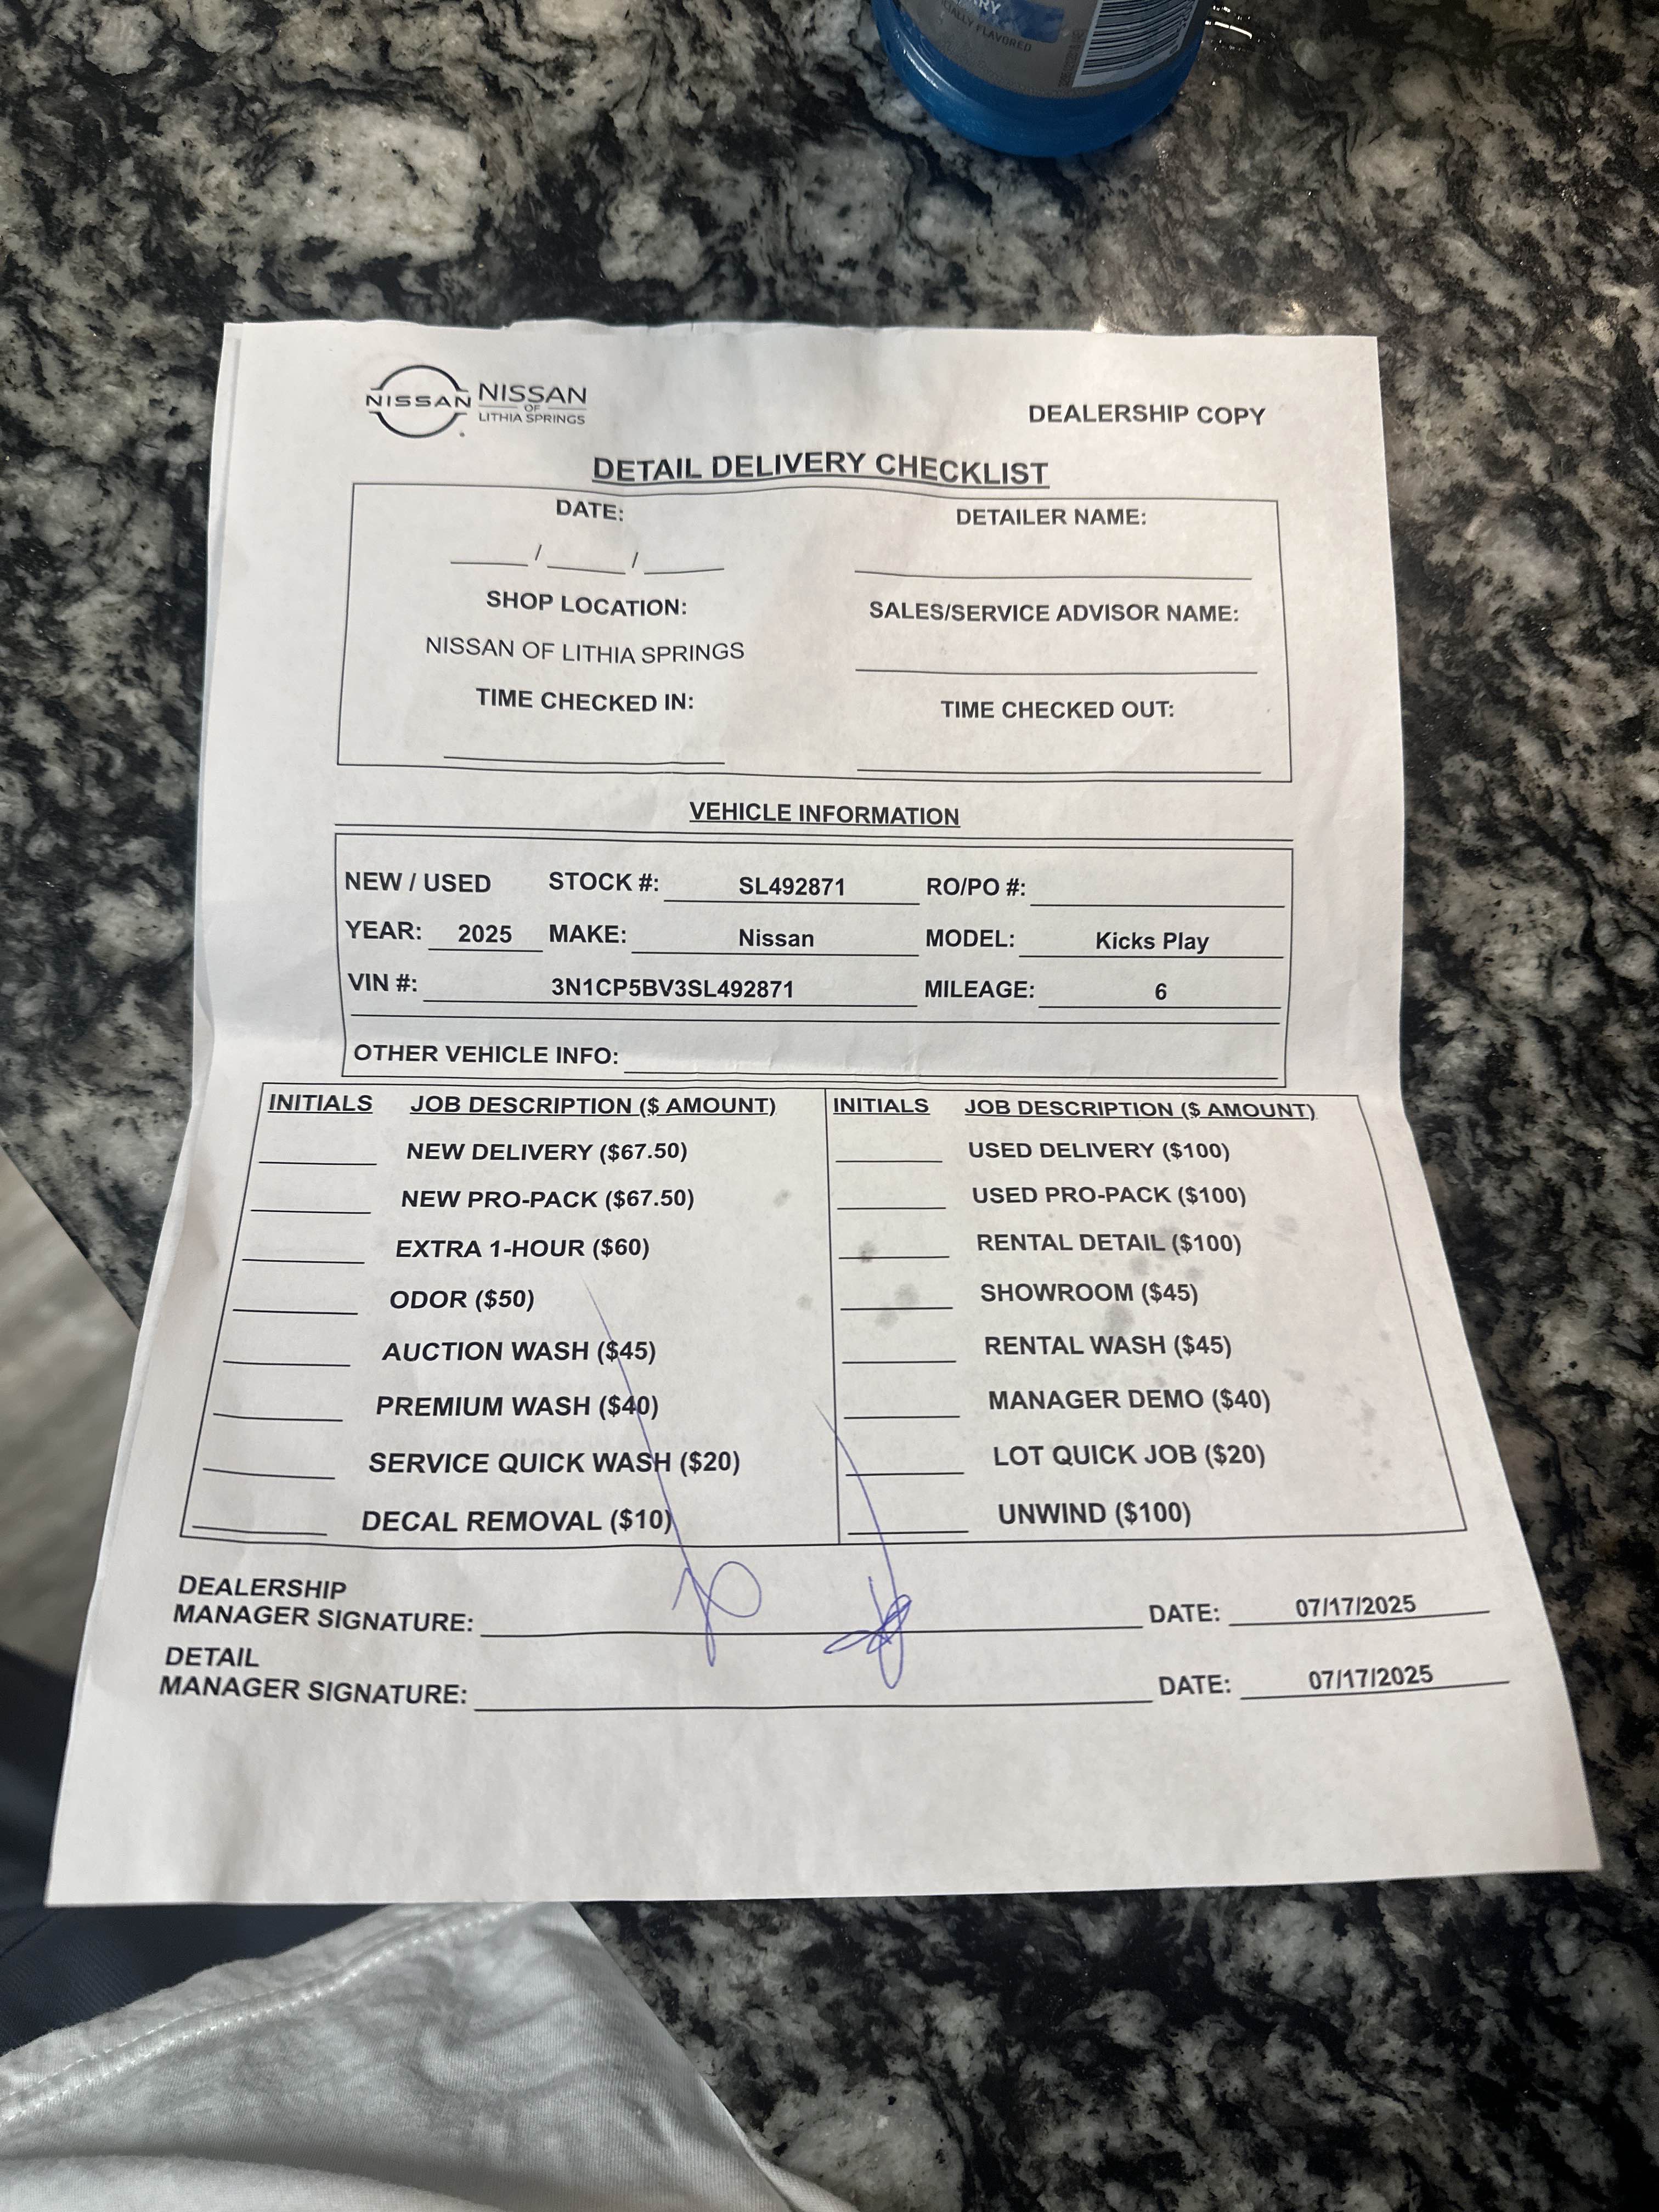 ARY
IALLY FLAVORED
NISSAN NISSAN
OF
LITHIA SPRINGS
DEALERSHIP COPY
DETAIL DELIVERY CHECKLIST
DATE: DETAILER NAME:
____ / ____ / ____
SHOP LOCATION: SALES/SERVICE ADVISOR NAME:
NISSAN OF LITHIA SPRINGS
TIME CHECKED IN: TIME CHECKED OUT:
VEHICLE INFORMATION
NEW / USED STOCK #: SL492871 RO/PO #:
YEAR: 2025 MAKE: Nissan MODEL: Kicks Play
VIN #: 3N1CP5BV3SL492871 MILEAGE: 6
OTHER VEHICLE INFO:
INITIALS JOB DESCRIPTION ($ AMOUNT) INITIALS JOB DESCRIPTION ($ AMOUNT)
NEW DELIVERY ($67.50) USED DELIVERY ($100)
NEW PRO-PACK ($67.50) USED PRO-PACK ($100)
EXTRA 1-HOUR ($60) RENTAL DETAIL ($100)
ODOR ($50) SHOWROOM ($45)
AUCTION WASH ($45) RENTAL WASH ($45)
PREMIUM WASH ($40) MANAGER DEMO ($40)
SERVICE QUICK WASH ($20) LOT QUICK JOB ($20)
DECAL REMOVAL ($10) UNWIND ($100)
DEALERSHIP
MANAGER SIGNATURE: DATE: 07/17/2025
DETAIL
MANAGER SIGNATURE: DATE: 07/17/2025